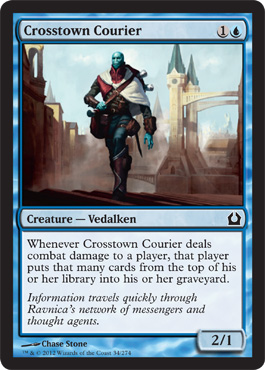 Crosstown Courier 1
Creature — Vedalken
Whenever Crosstown Courier deals
combat damage to a player, that player
puts that many cards from the top of his
or her library into his or her graveyard.
Information travels quickly through
Ravnica's network of messengers and
thought agents.
Chase Stone
™ & © 2012 Wizards of the Coast 34/274
2/1